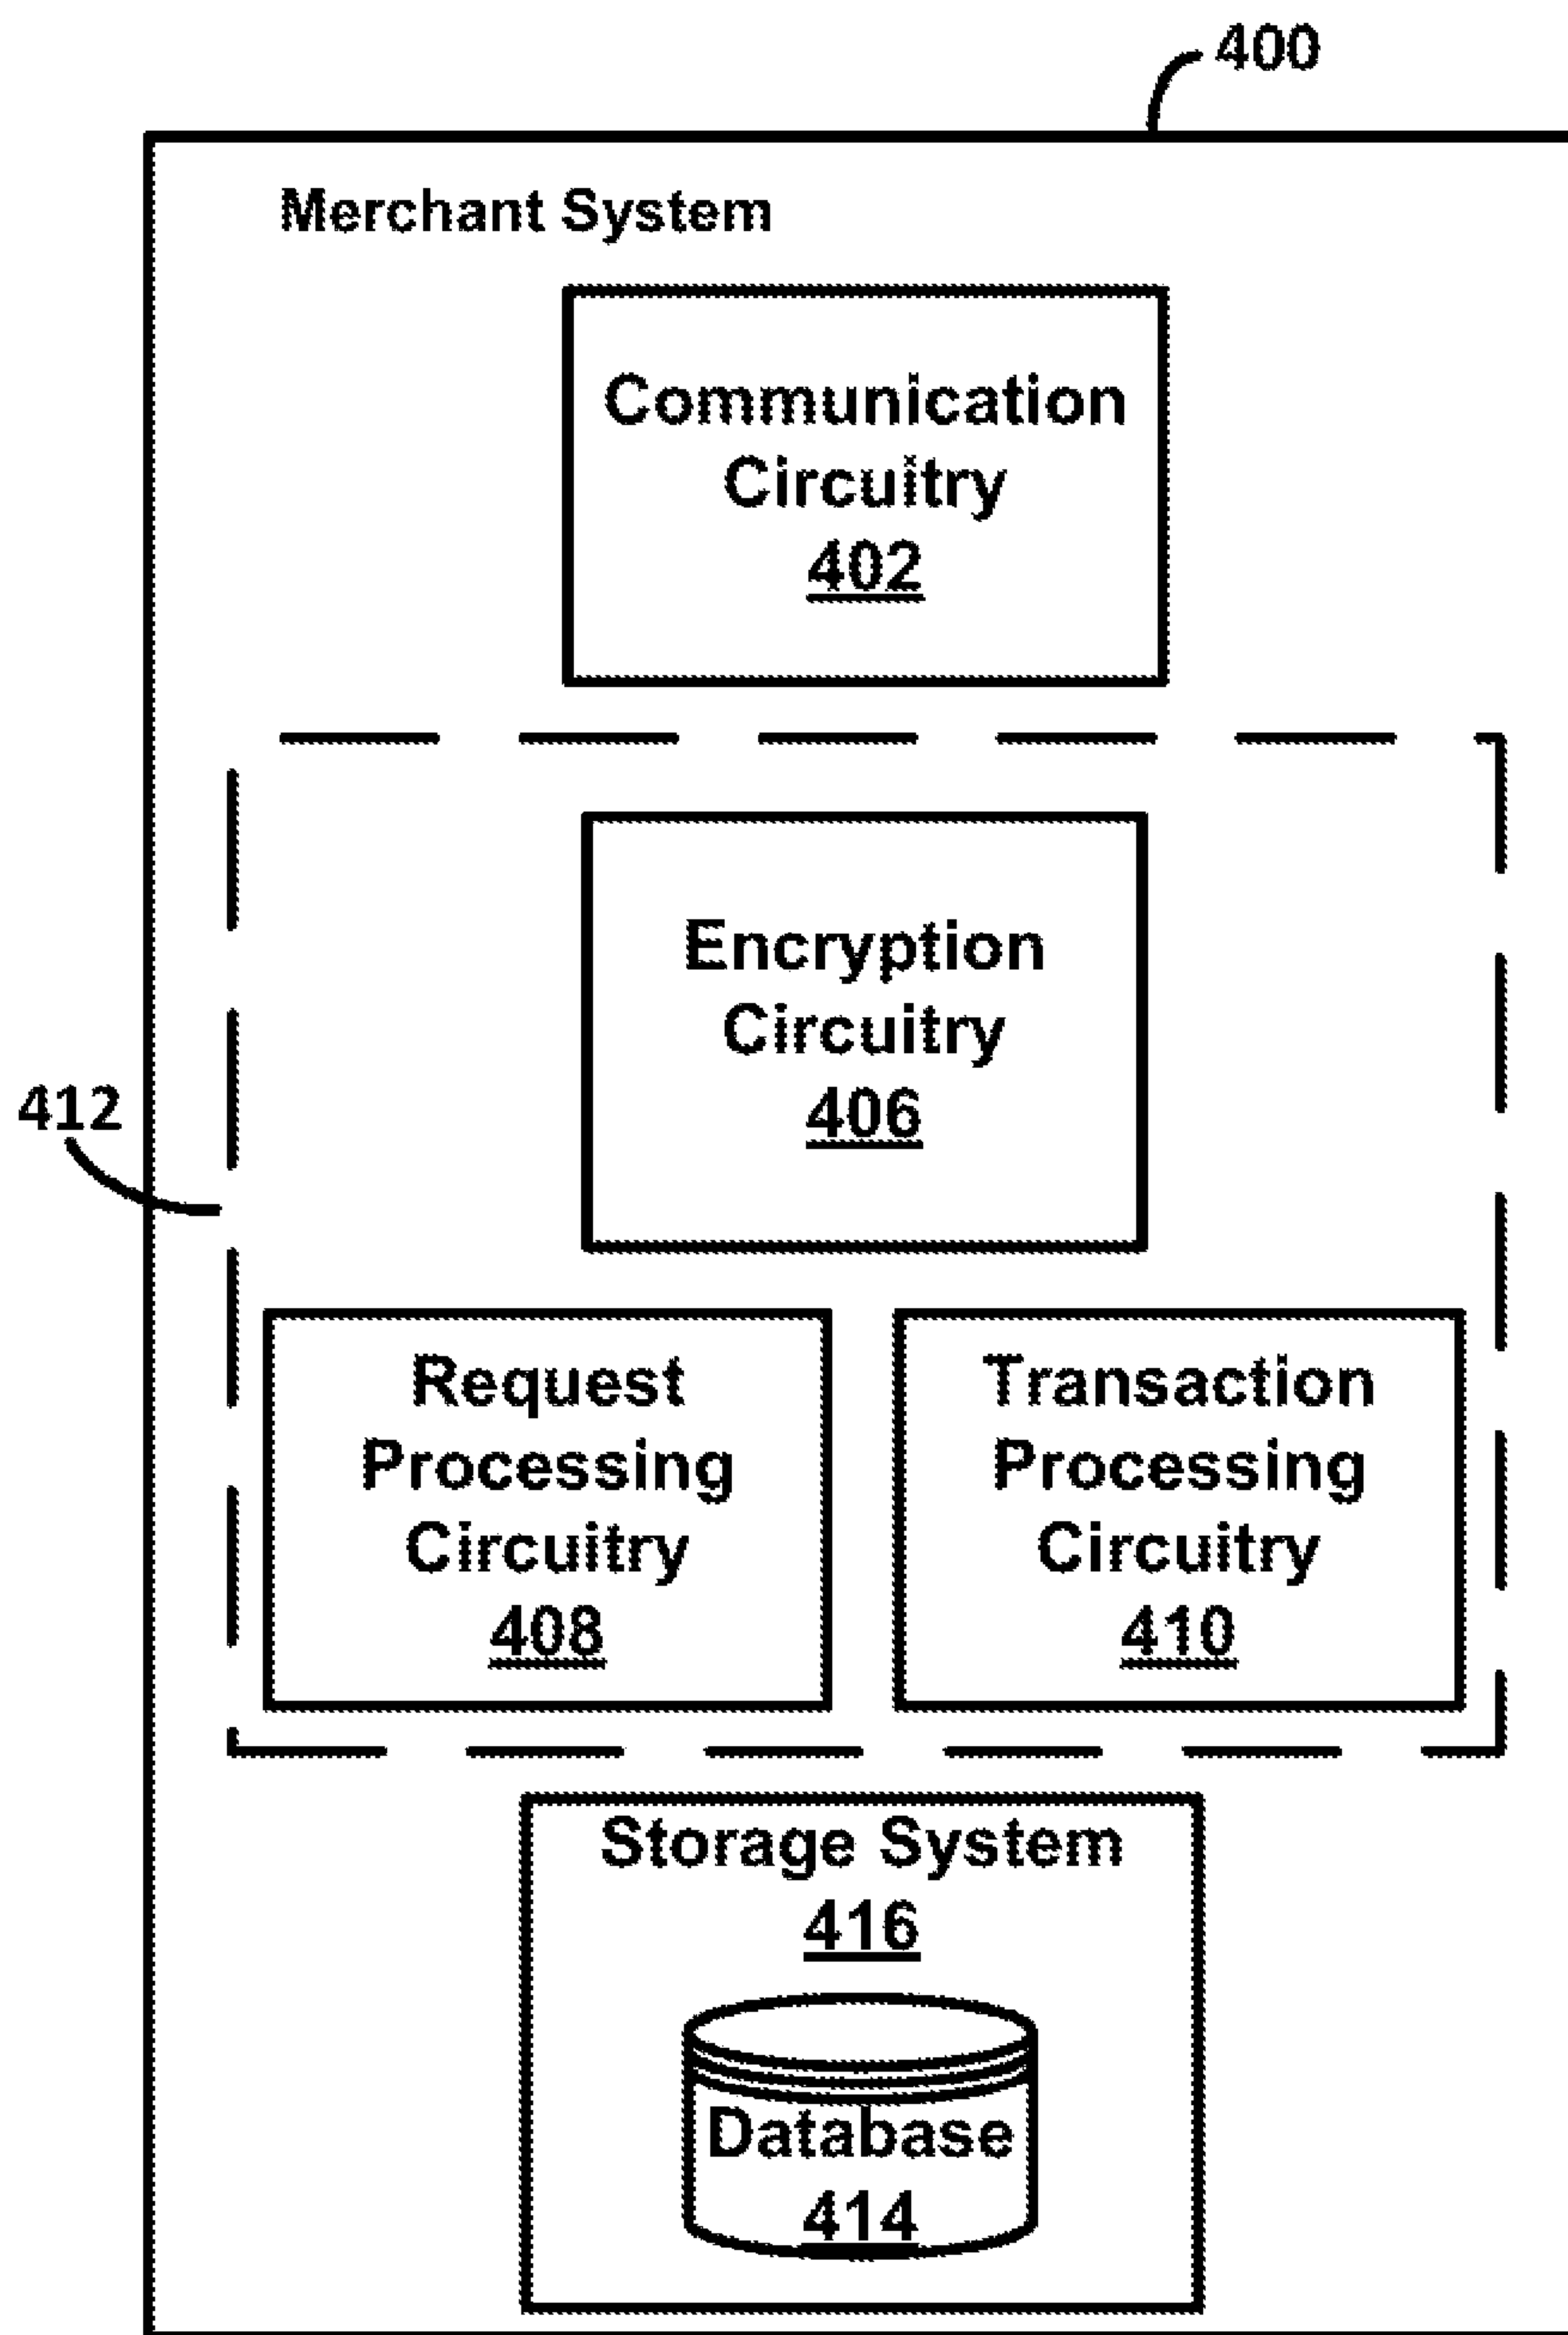 400
Merchant System
Communication
Circuitry
402
Encryption
Circuitry
406
412
Request
Processing
Circuitry
408
Transaction
Processing
Circuitry
410
Storage System
416
Database
414